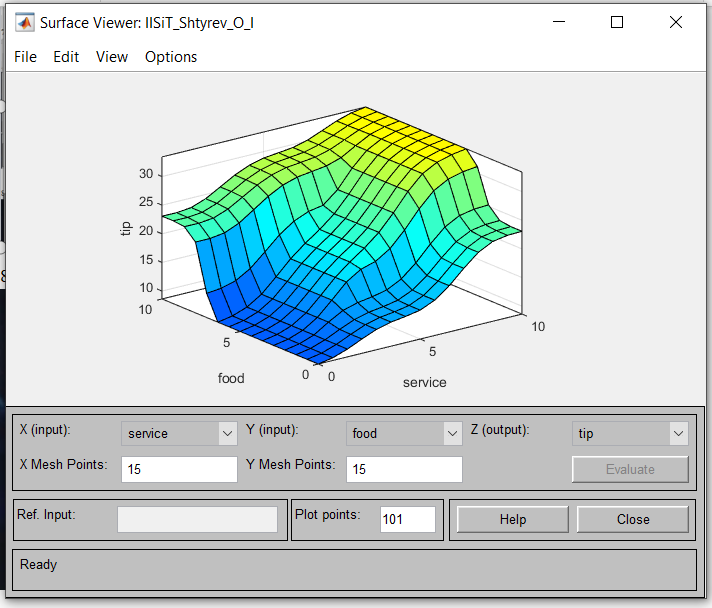 Surface Viewer: IISiT_Shtyrev_O_I
File Edit View Options
30
25
20
15
10
tip
10
5
0
food
0
5
10
service
X (input): service Y (input): food Z (output): tip
X Mesh Points: 15 Y Mesh Points: 15 Evaluate
Ref. Input: Plot points: 101 Help Close
Ready